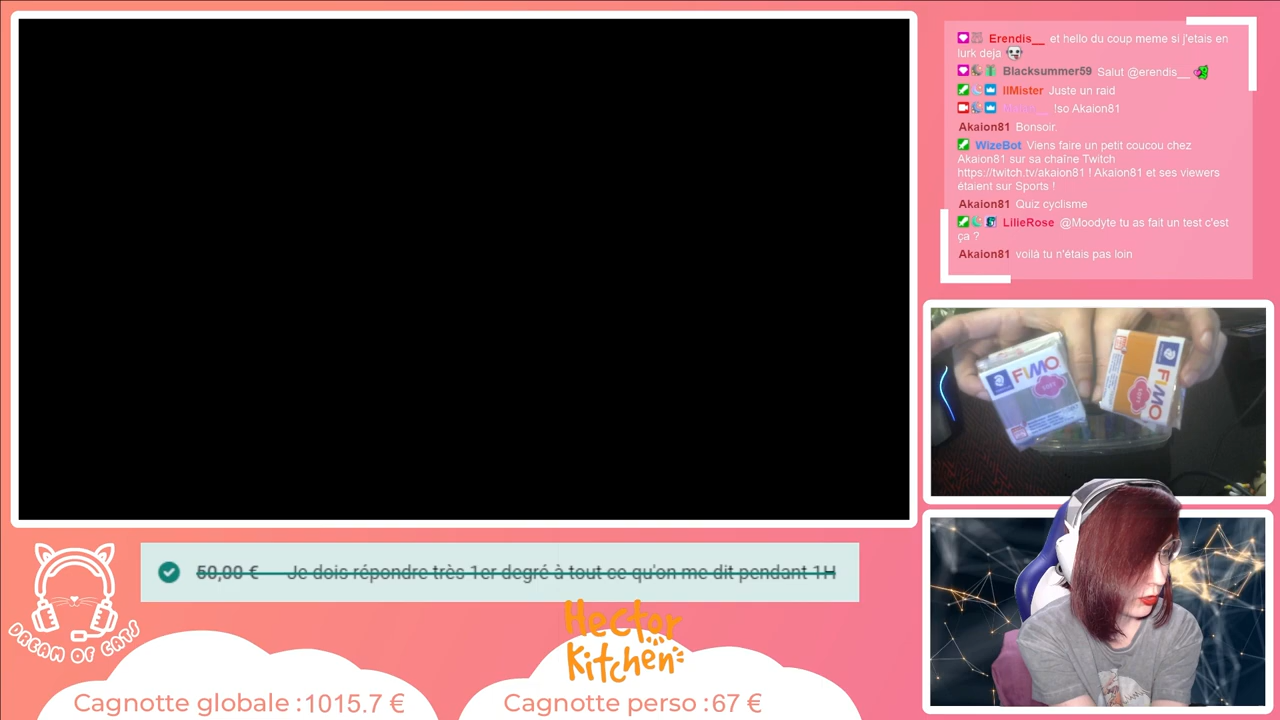 Erendis__ et hello du coup meme si j'etais en
lurk deja
Blacksummer59 Salut @erendis__
IlMister Juste un raid
!so Akaion81
Akaion81 Bonsoir.
WizeBot Viens faire un petit coucou chez
Akaion81 sur sa chaîne Twitch
https://twitch.tv/akaion81 ! Akaion81 et ses viewers
étaient sur Sports !
Akaion81 Quiz cyclisme
LilieRose @Moodyte tu as fait un test c'est
ça ?
Akaion81 voilà tu n'étais pas loin
FIMO
FIMO
50,00 € Je dois répondre très 1er degré à tout ce qu'on me dit pendant 1H
DREAM OF CATS
Hector
Kitchen
Cagnotte globale : 1015.7 €
Cagnotte perso : 67 €